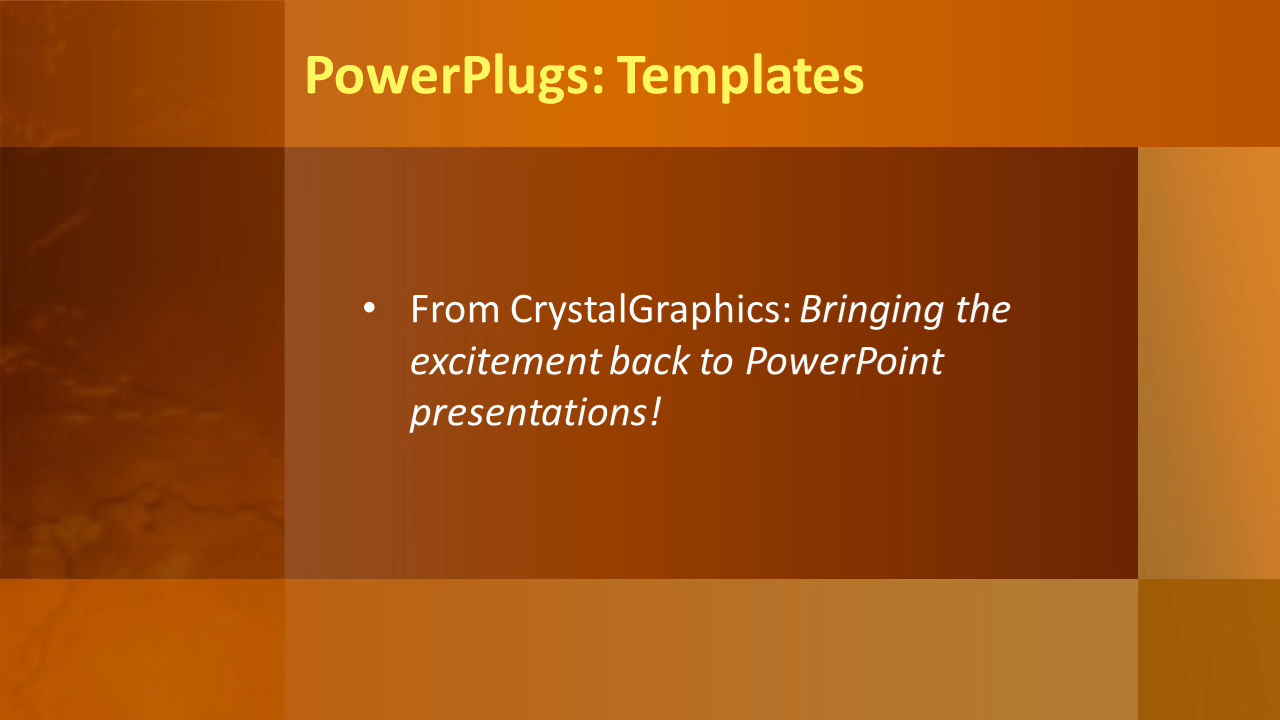 PowerPlugs: Templates
• From CrystalGraphics: Bringing the
excitement back to PowerPoint
presentations!